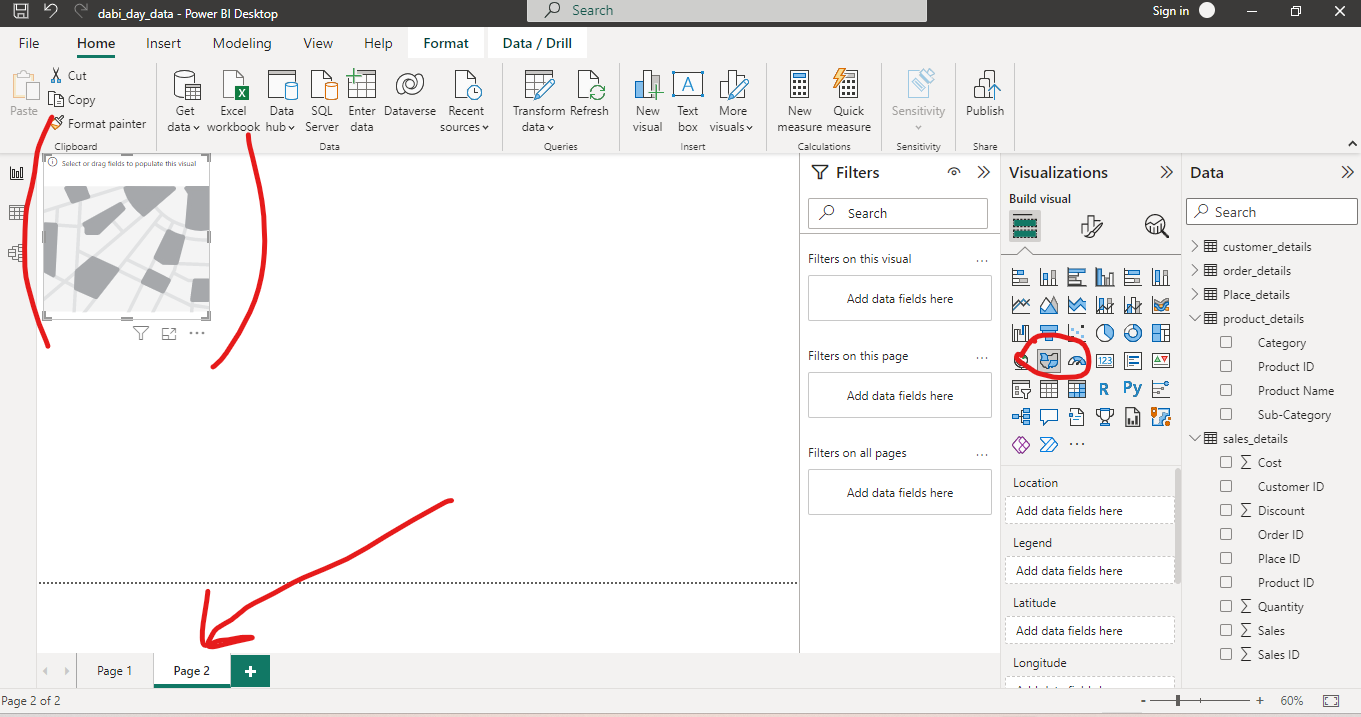 dabi_day_data - Power BI Desktop
Search
Sign in
File Home Insert Modeling View Help Format Data / Drill
Paste
Cut
Copy
Format painter
Clipboard
Get data
Excel workbook
Data hub
SQL Server
Enter data
Dataverse
Recent sources
Data
Transform data
Refresh
Queries
New visual
Text box
More visuals
Insert
New measure
Quick measure
Calculations
Sensitivity
Sensitivity
Publish
Share
Select or drag fields to populate this visual
Filters
Search
Filters on this visual
Add data fields here
Filters on this page
Add data fields here
Filters on all pages
Add data fields here
Visualizations
Build visual
123
R
Py
Location
Add data fields here
Legend
Add data fields here
Latitude
Add data fields here
Longitude
Data
Search
customer_details
order_details
Place_details
product_details
Category
Product ID
Product Name
Sub-Category
sales_details
Cost
Customer ID
Discount
Order ID
Place ID
Product ID
Quantity
Sales
Sales ID
Page 1
Page 2
+
Page 2 of 2
- + 60%